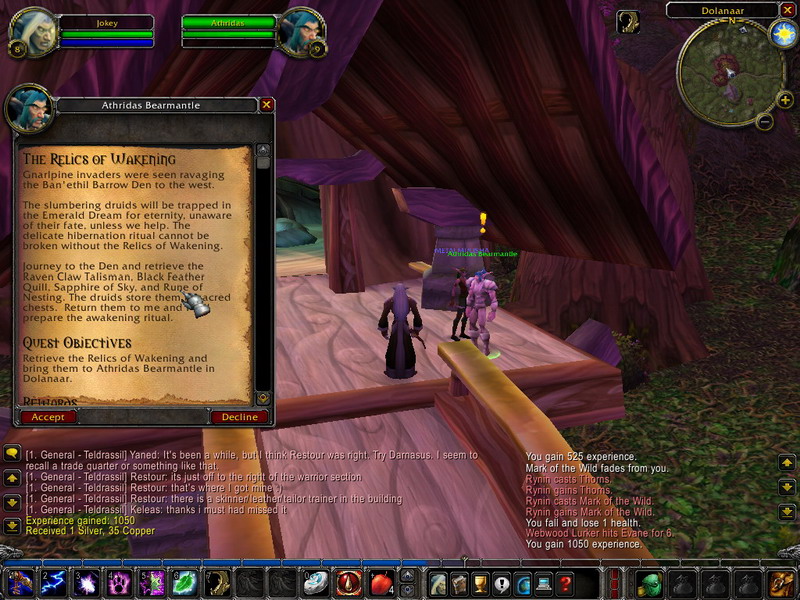 Jokey
8
Athridas
9
Dolanaar
N
Athridas Bearmantle
The Relics of Wakening
Gnarlpine invaders were seen ravaging
the Ban'ethil Barrow Den to the west.
The slumbering druids will be trapped in
the Emerald Dream for eternity, unaware
of their fate, unless we help. The
delicate hibernation ritual cannot be
broken without the Relics of Wakening.
Journey to the Den and retrieve the
Raven Claw Talisman, Black Feather
Quill, Sapphire of Sky, and Rune of
Nesting. The druids store them sacred
chests. Return them to me and
prepare the awakening ritual.
Quest Objectives
Retrieve the Relics of Wakening and
bring them to Athridas Bearmantle in
Dolanaar.
Rewards
Accept
Decline
Athridas Bearmantle
[1. General - Teldrassil] Yaned: It's been a while, but I think Restour was right. Try Darnasus. I seem to
recall a trade quarter or something like that.
[1. General - Teldrassil] Restour: its just off to the right of the warrior section
[1. General - Teldrassil] Restour: that's where I got mine :)
[1. General - Teldrassil] Restour: there is a skinner/leather/tailor trainer in the building
[1. General - Teldrassil] Keleas: thanks i must had missed it
Experience gained: 1050
Received 1 Silver, 35 Copper
You gain 525 experience.
Mark of the Wild fades from you.
Rynin casts Thorns.
Rynin gains Thorns.
Rynin casts Mark of the Wild.
Rynin gains Mark of the Wild.
You fall and lose 1 health.
Webwood Lurker hits Evane for 6.
You gain 1050 experience.
2 3 4 5 6 7 4